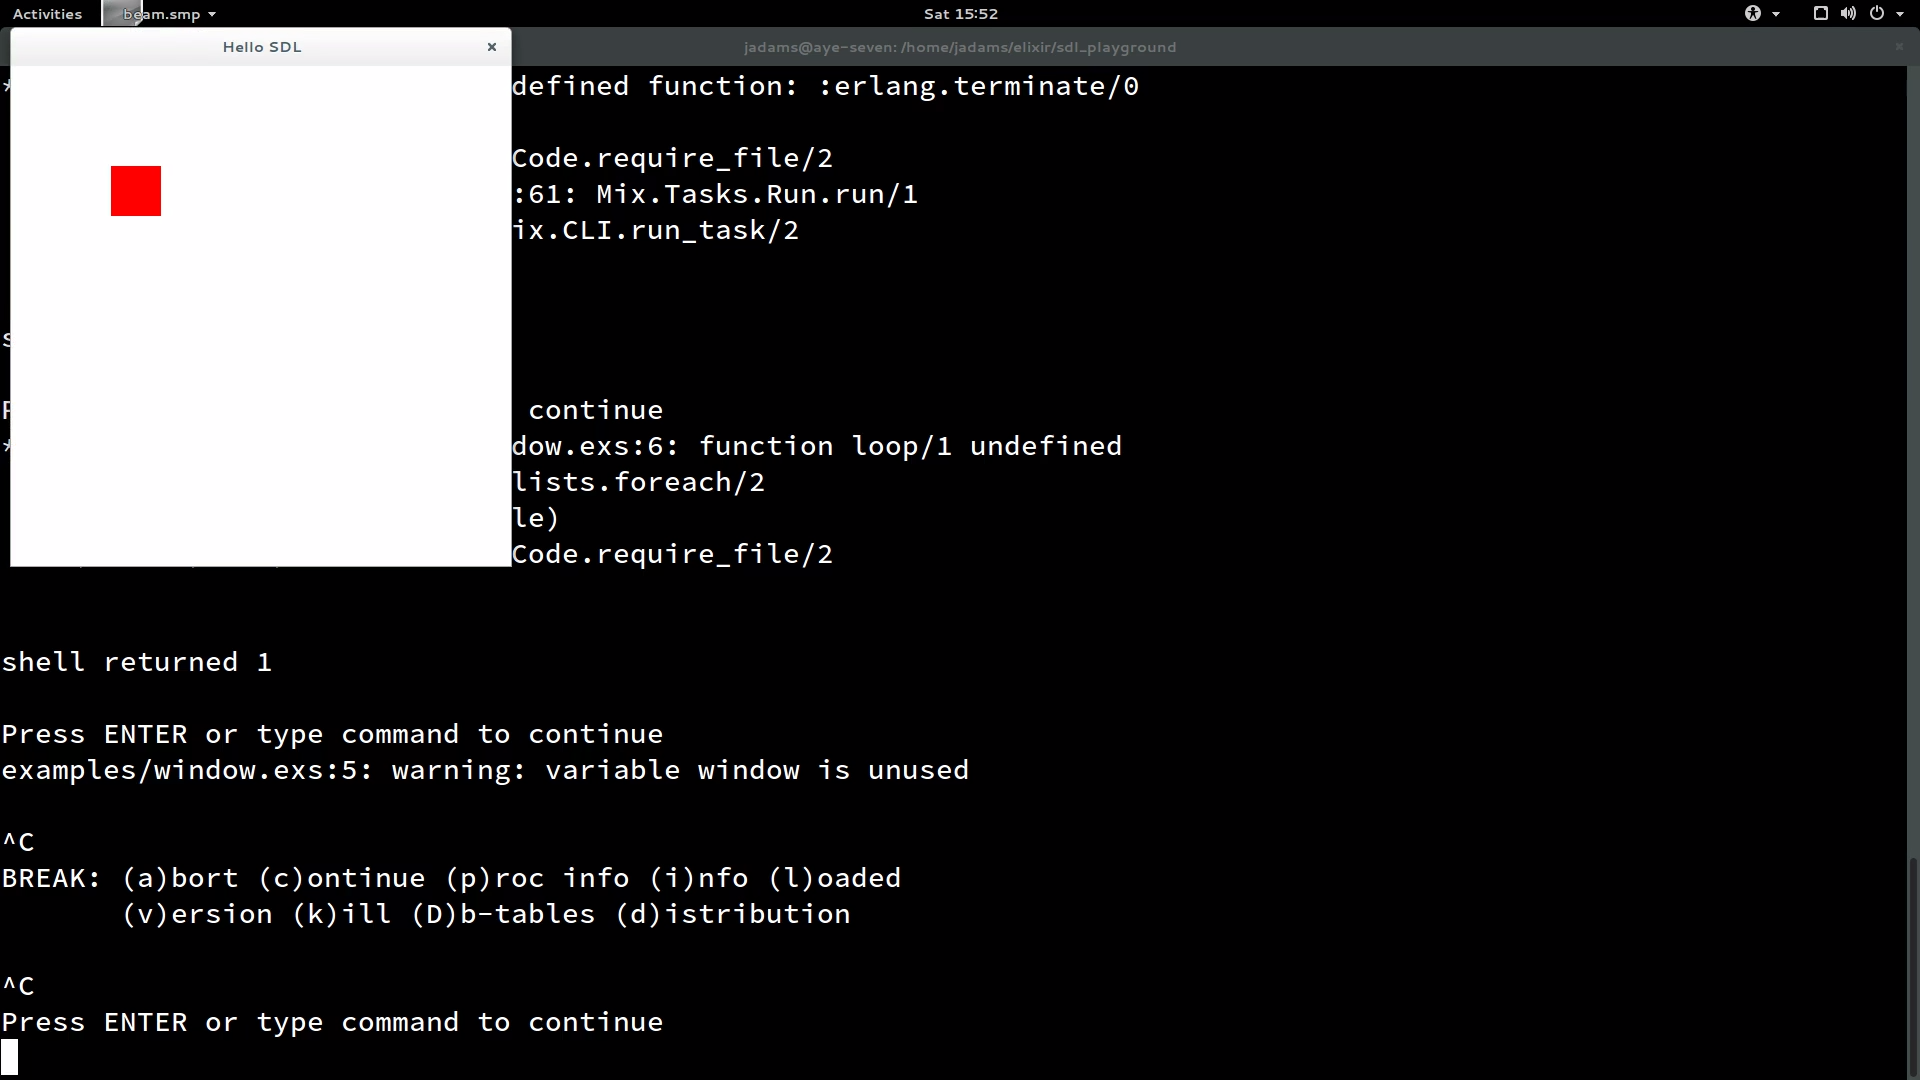 Activities beam.smp Sat 15:52
Hello SDL
jadams@aye-seven:/home/jadams/elixir/sdl_playground
defined function: :erlang.terminate/0
Code.require_file/2
:61: Mix.Tasks.Run.run/1
ix.CLI.run_task/2
continue
dow.exs:6: function loop/1 undefined
lists.foreach/2
le)
Code.require_file/2
shell returned 1
Press ENTER or type command to continue
examples/window.exs:5: warning: variable window is unused
^C
BREAK: (a)bort (c)ontinue (p)roc info (i)nfo (l)oaded
(v)ersion (k)ill (D)b-tables (d)istribution
^C
Press ENTER or type command to continue